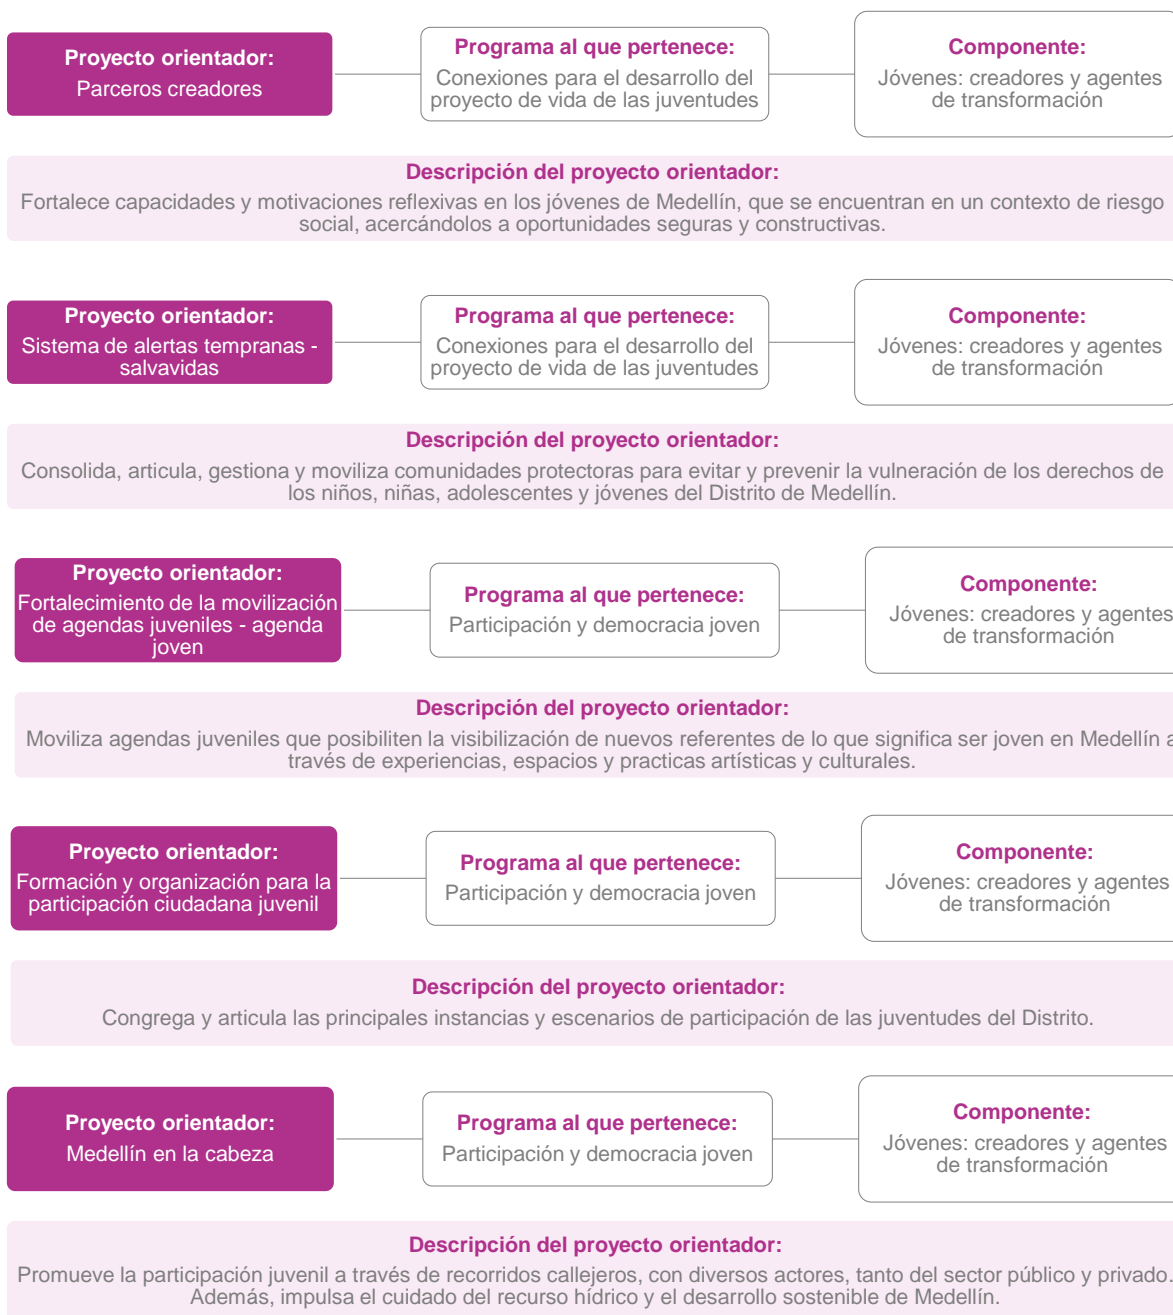 Proyecto orientador:
Parceros creadores
Programa al que pertenece:
Conexiones para el desarrollo del
proyecto de vida de las juventudes
Componente:
Jóvenes: creadores y agentes
de transformación
Descripción del proyecto orientador:
Fortalece capacidades y motivaciones reflexivas en los jóvenes de Medellín, que se encuentran en un contexto de riesgo
social, acercándolos a oportunidades seguras y constructivas.
Proyecto orientador:
Sistema de alertas tempranas -
salvavidas
Programa al que pertenece:
Conexiones para el desarrollo del
proyecto de vida de las juventudes
Componente:
Jóvenes: creadores y agentes
de transformación
Descripción del proyecto orientador:
Consolida, articula, gestiona y moviliza comunidades protectoras para evitar y prevenir la vulneración de los derechos de
los niños, niñas, adolescentes y jóvenes del Distrito de Medellín.
Proyecto orientador:
Fortalecimiento de la movilización
de agendas juveniles - agenda
joven
Programa al que pertenece:
Participación y democracia joven
Componente:
Jóvenes: creadores y agentes
de transformación
Descripción del proyecto orientador:
Moviliza agendas juveniles que posibiliten la visibilización de nuevos referentes de lo que significa ser joven en Medellín a
través de experiencias, espacios y practicas artísticas y culturales.
Proyecto orientador:
Formación y organización para la
participación ciudadana juvenil
Programa al que pertenece:
Participación y democracia joven
Componente:
Jóvenes: creadores y agentes
de transformación
Descripción del proyecto orientador:
Congrega y articula las principales instancias y escenarios de participación de las juventudes del Distrito.
Proyecto orientador:
Medellín en la cabeza
Programa al que pertenece:
Participación y democracia joven
Componente:
Jóvenes: creadores y agentes
de transformación
Descripción del proyecto orientador:
Promueve la participación juvenil a través de recorridos callejeros, con diversos actores, tanto del sector público y privado.
Además, impulsa el cuidado del recurso hídrico y el desarrollo sostenible de Medellín.